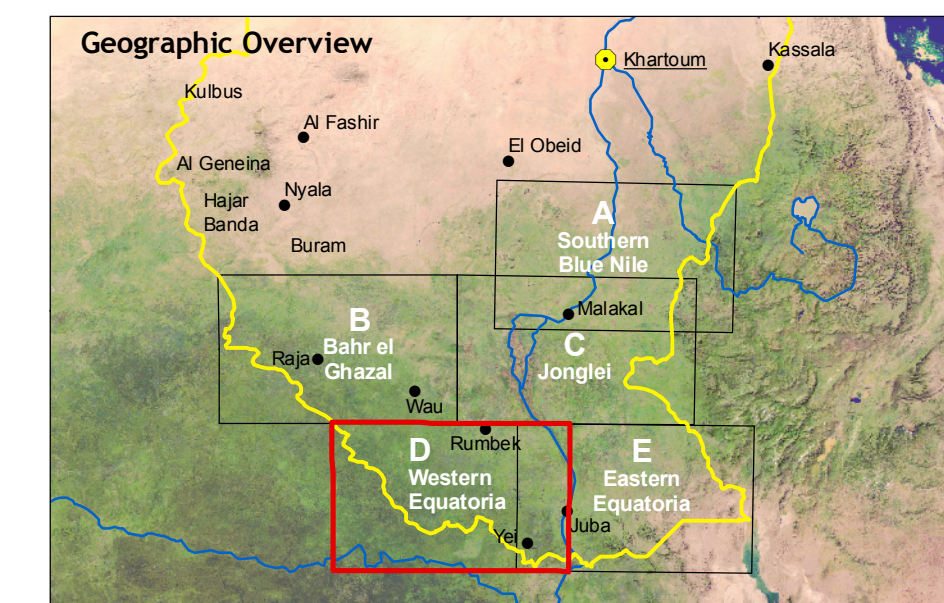 Geographic Overview
Khartoum
Kassala
Kulbus
Al Fashir
El Obeid
Al Geneina
Nyala
Hajar
Banda
Buram
A
Southern
Blue Nile
Malakal
B
Bahr el
Ghazal
Raja
C
Jonglei
Wau
Rumbek
D
Western
Equatoria
E
Eastern
Equatoria
Yei
Juba